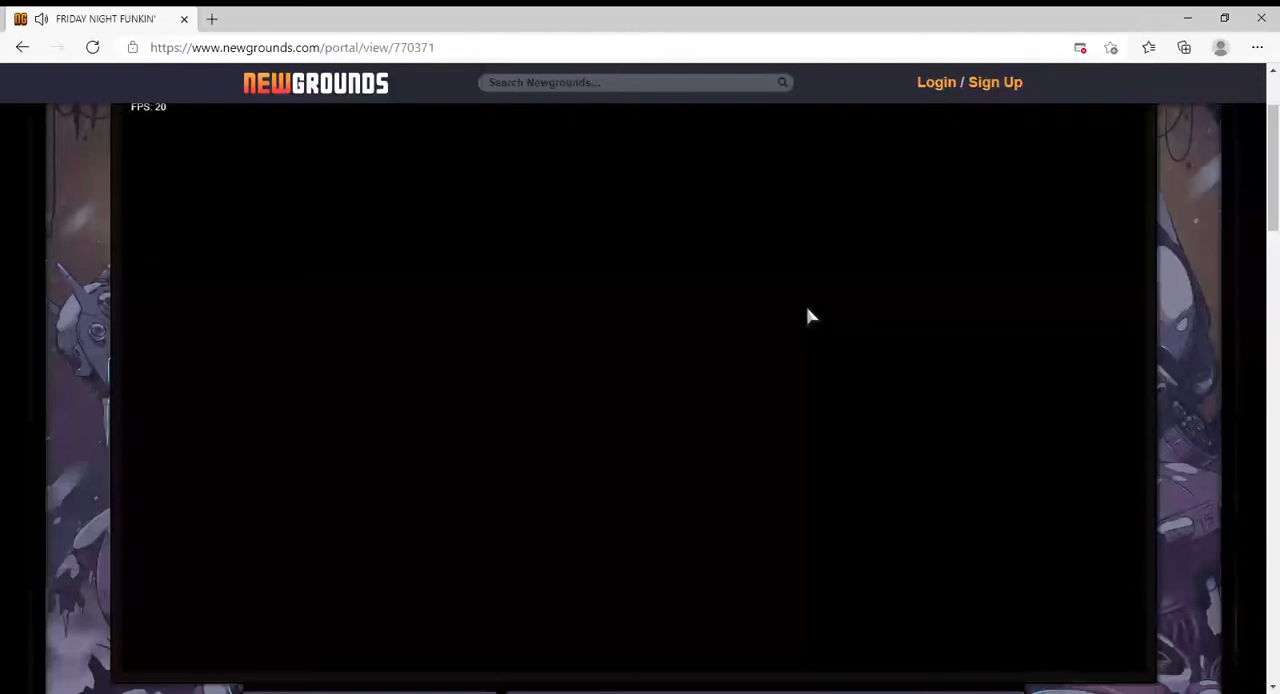 FRIDAY NIGHT FUNKIN'
https://www.newgrounds.com/portal/view/770371
NEWGROUNDS
Search Newgrounds...
Login / Sign Up
FPS: 20